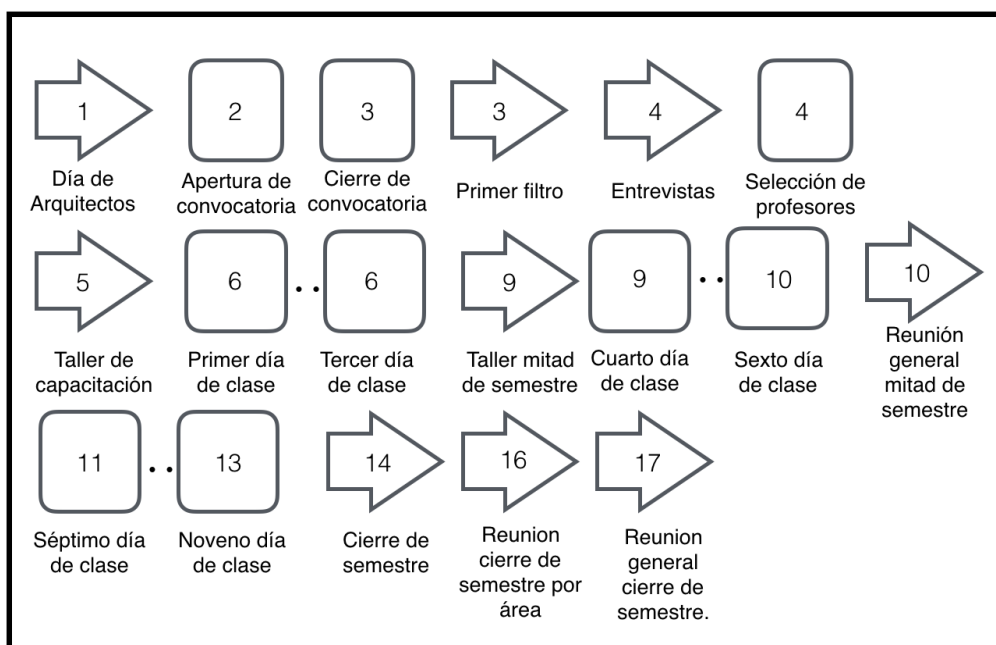 1
2
3
3
4
4
Día de
Arquitectos
Apertura de
convocatoria
Cierre de
convocatoria
Primer filtro
Entrevistas
Selección de
profesores
5
6
6
9
9
10
10
Taller de
capacitación
Primer día
de clase
Tercer día
de clase
Taller mitad
de semestre
Cuarto día
de clase
Sexto día
de clase
Reunión
general
mitad de
semestre
11
13
14
16
17
Séptimo día
de clase
Noveno día
de clase
Cierre de
semestre
Reunion
cierre de
semestre por
área
Reunion
general
cierre de
semestre.